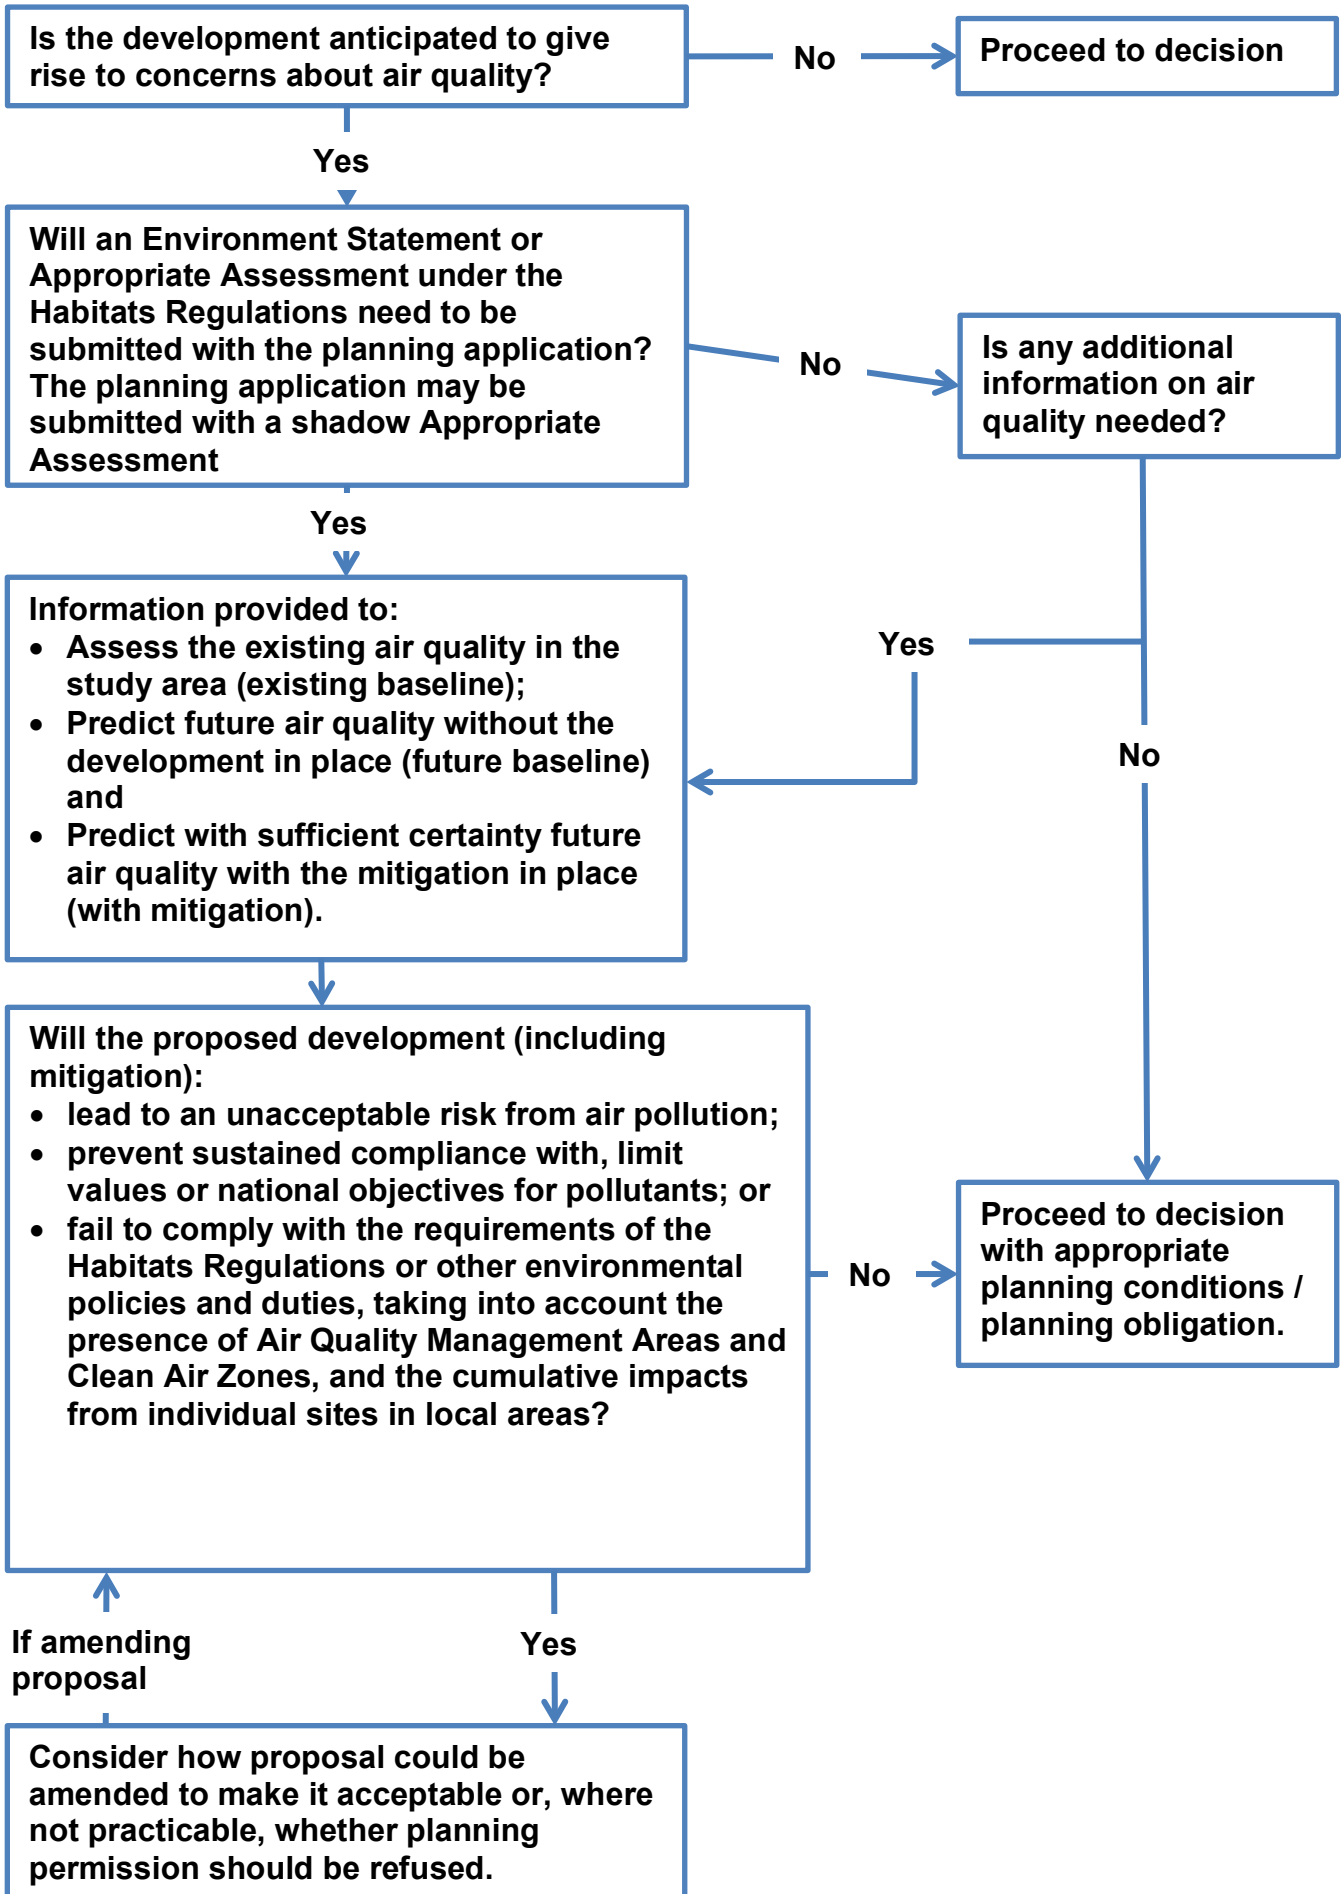 Is the development anticipated to give
rise to concerns about air quality?
No
Proceed to decision
Yes
Will an Environment Statement or
Appropriate Assessment under the
Habitats Regulations need to be
submitted with the planning application?
The planning application may be
submitted with a shadow Appropriate
Assessment
No
Is any additional
information on air
quality needed?
Yes
Information provided to:
• Assess the existing air quality in the
study area (existing baseline);
• Predict future air quality without the
development in place (future baseline)
and
• Predict with sufficient certainty future
air quality with the mitigation in place
(with mitigation).
Yes
No
Will the proposed development (including
mitigation):
• lead to an unacceptable risk from air pollution;
• prevent sustained compliance with, limit
values or national objectives for pollutants; or
• fail to comply with the requirements of the
Habitats Regulations or other environmental
policies and duties, taking into account the
presence of Air Quality Management Areas and
Clean Air Zones, and the cumulative impacts
from individual sites in local areas?
No
Proceed to decision
with appropriate
planning conditions /
planning obligation.
If amending
proposal
Yes
Consider how proposal could be
amended to make it acceptable or, where
not practicable, whether planning
permission should be refused.